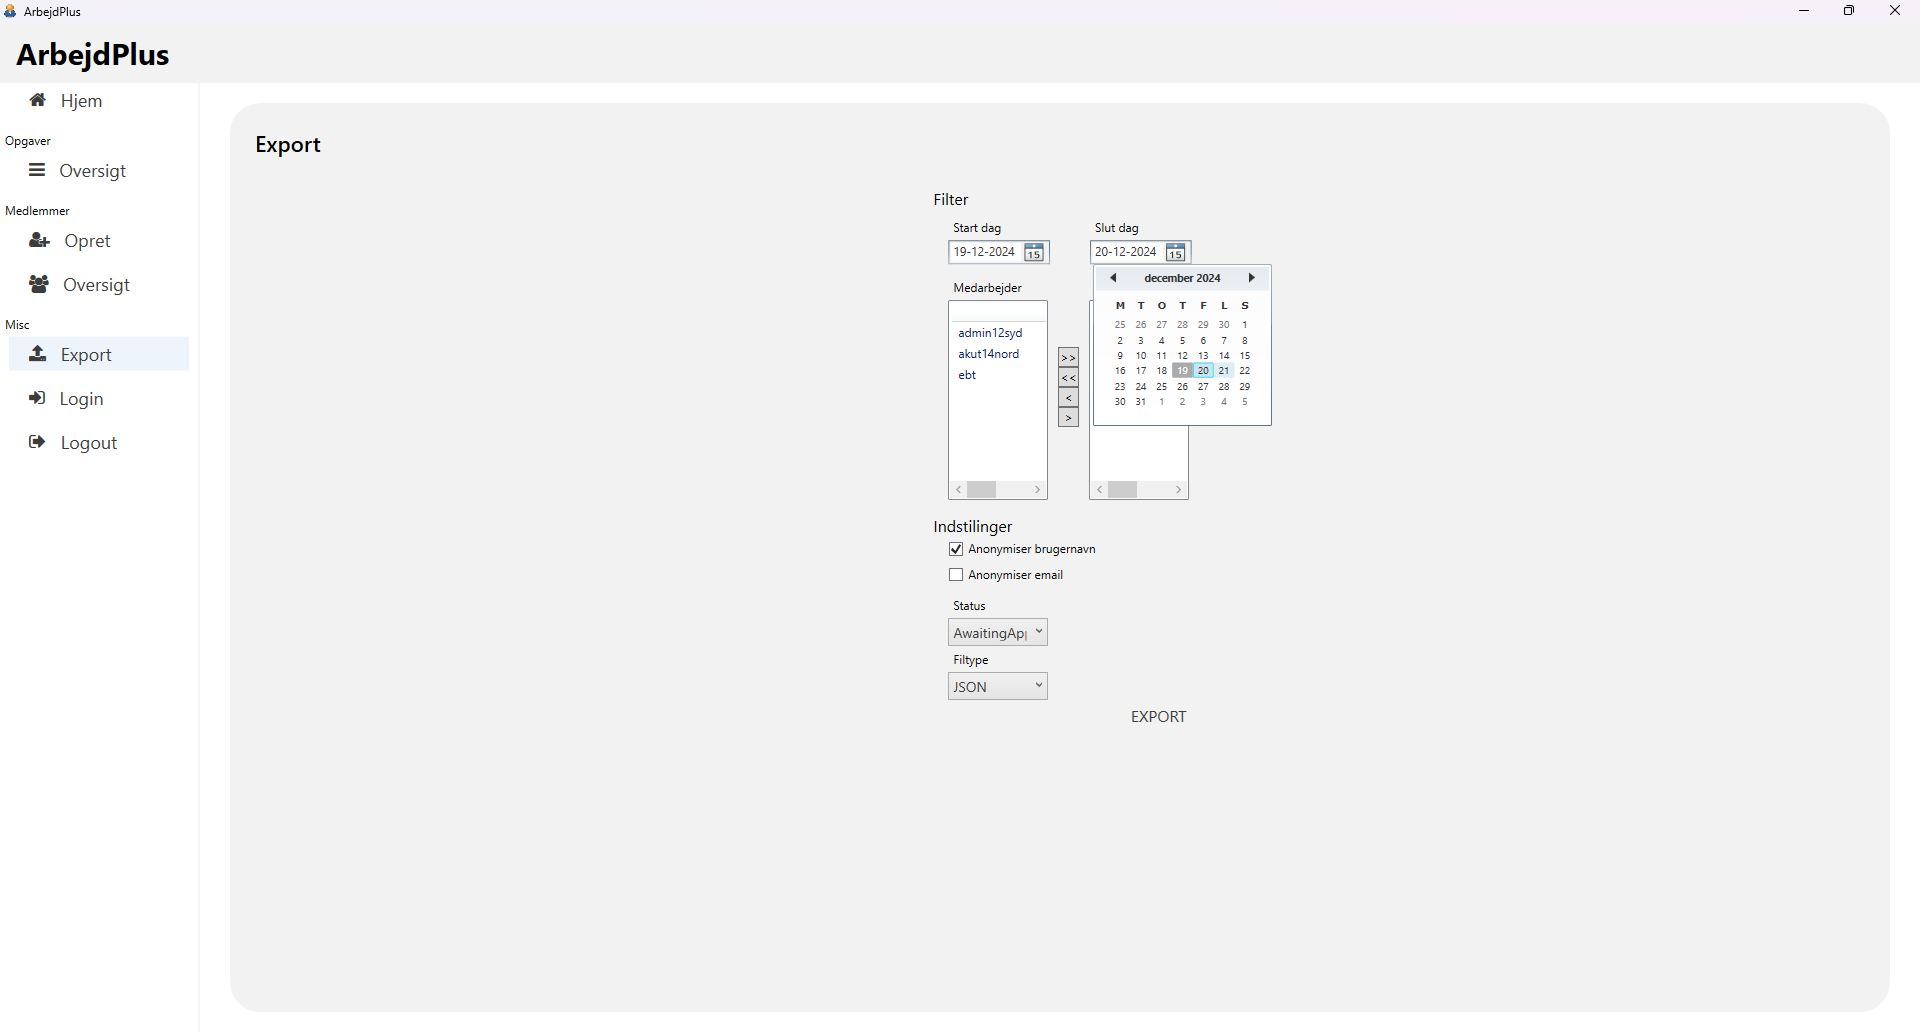 ArbejdPlus
ArbejdPlus
Hjem
Opgaver
Oversigt
Medlemmer
Opret
Oversigt
Misc
Export
Login
Logout
Export
Filter
Start dag
Slut dag
19-12-2024 15
20-12-2024 15
december 2024
M T O T F L S
25 26 27 28 29 30 1
2 3 4 5 6 7 8
9 10 11 12 13 14 15
16 17 18 19 20 21 22
23 24 25 26 27 28 29
30 31 1 2 3 4 5
Medarbejder
admin12syd
akut14nord
ebt
>>
<<
<
>
Indstilinger
Anonymiser brugernavn
Anonymiser email
Status
AwaitingAp
Filtype
JSON
EXPORT